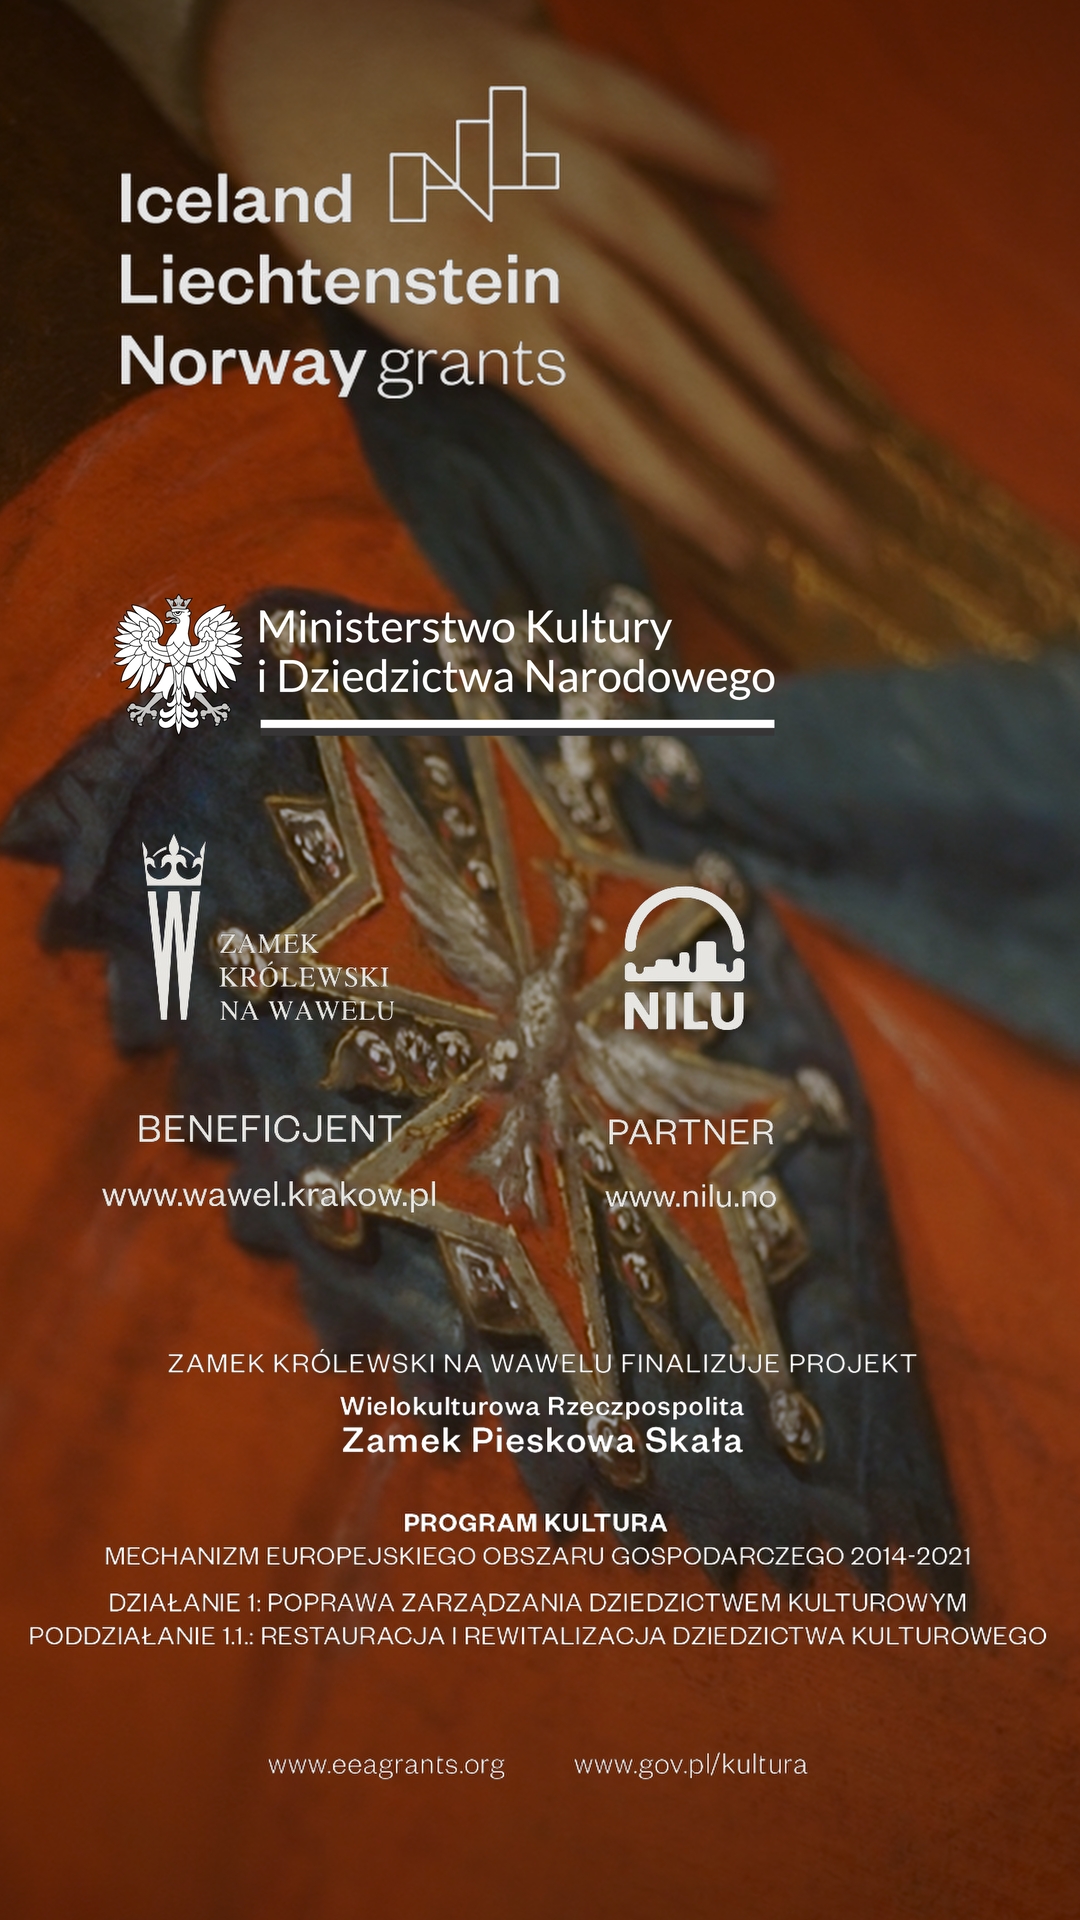 Iceland
Liechtenstein
Norway grants
Ministerstwo Kultury
i Dziedzictwa Narodowego
W
ZAMEK
KRÓLEWSKI
NA WAWELU
NILU
BENEFICJENT
PARTNER
www.wawel.krakow.pl
www.nilu.no
ZAMEK KRÓLEWSKI NA WAWELU FINALIZUJE PROJEKT
Wielokulturowa Rzeczpospolita
Zamek Pieskowa Skała
PROGRAM KULTURA
MECHANIZM EUROPEJSKIEGO OBSZARU GOSPODARCZEGO 2014-2021
DZIAŁANIE 1: POPRAWA ZARZĄDZANIA DZIEDZICTWEM KULTUROWYM
PODDZIAŁANIE 1.1.: RESTAURACJA I REWITALIZACJA DZIEDZICTWA KULTUROWEGO
www.eeagrants.org www.gov.pl/kultura